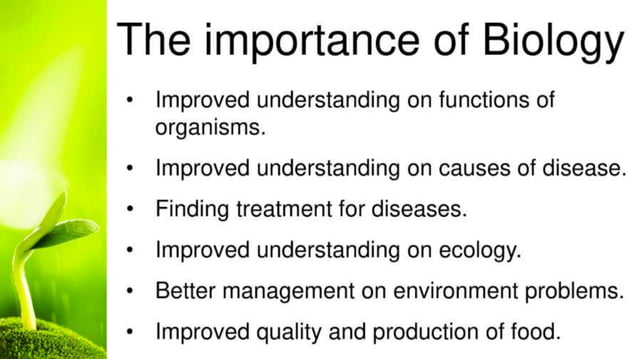 The importance of Biology
• Improved understanding on functions of
organisms.
• Improved understanding on causes of disease.
• Finding treatment for diseases.
• Improved understanding on ecology.
• Better management on environment problems.
• Improved quality and production of food.